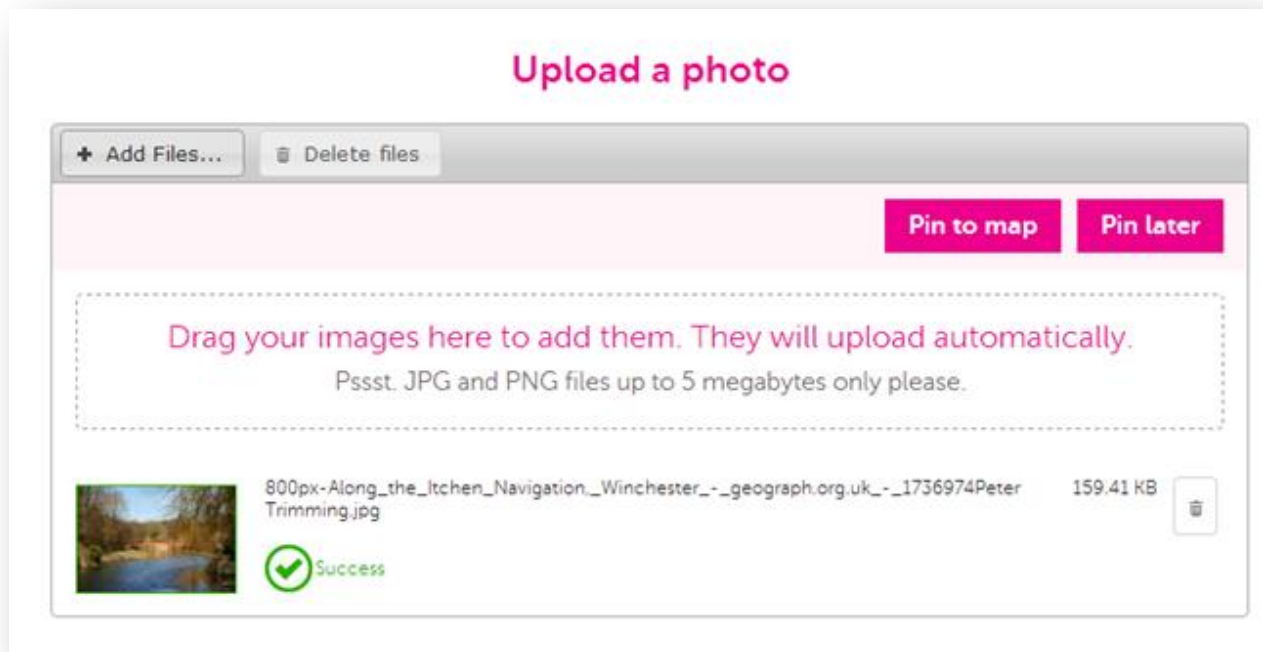 Upload a photo
+ Add Files... Delete files
Pin to map Pin later
Drag your images here to add them. They will upload automatically.
Pssst. JPG and PNG files up to 5 megabytes only please.
800px-Along_the_Itchen_Navigation,_Winchester_-_geograph.org.uk_-_1736974Peter 159.41 KB
Trimming.jpg
Success